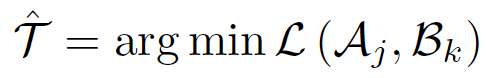 𝒯̂ = arg min ℒ (𝒜ⱼ, ℬₖ)